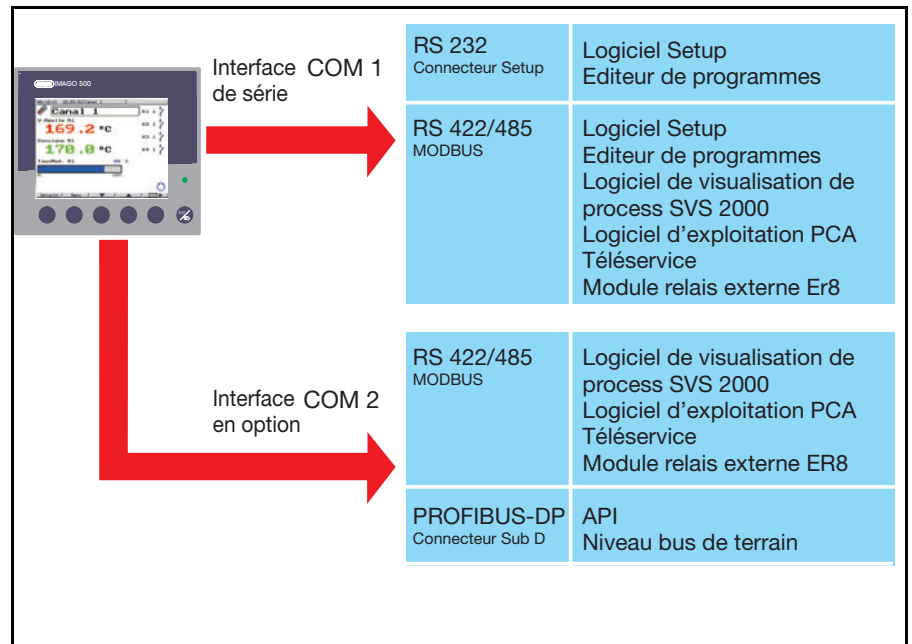 IMAGO 500
Canal 1
169.2 °C
170.0 °C
Interface COM 1
de série
RS 232
Connecteur Setup
Logiciel Setup
Editeur de programmes
RS 422/485
MODBUS
Logiciel Setup
Editeur de programmes
Logiciel de visualisation de
process SVS 2000
Logiciel d'exploitation PCA
Téléservice
Module relais externe Er8
Interface COM 2
en option
RS 422/485
MODBUS
Logiciel de visualisation de
process SVS 2000
Logiciel d'exploitation PCA
Téléservice
Module relais externe ER8
PROFIBUS-DP
Connecteur Sub D
API
Niveau bus de terrain